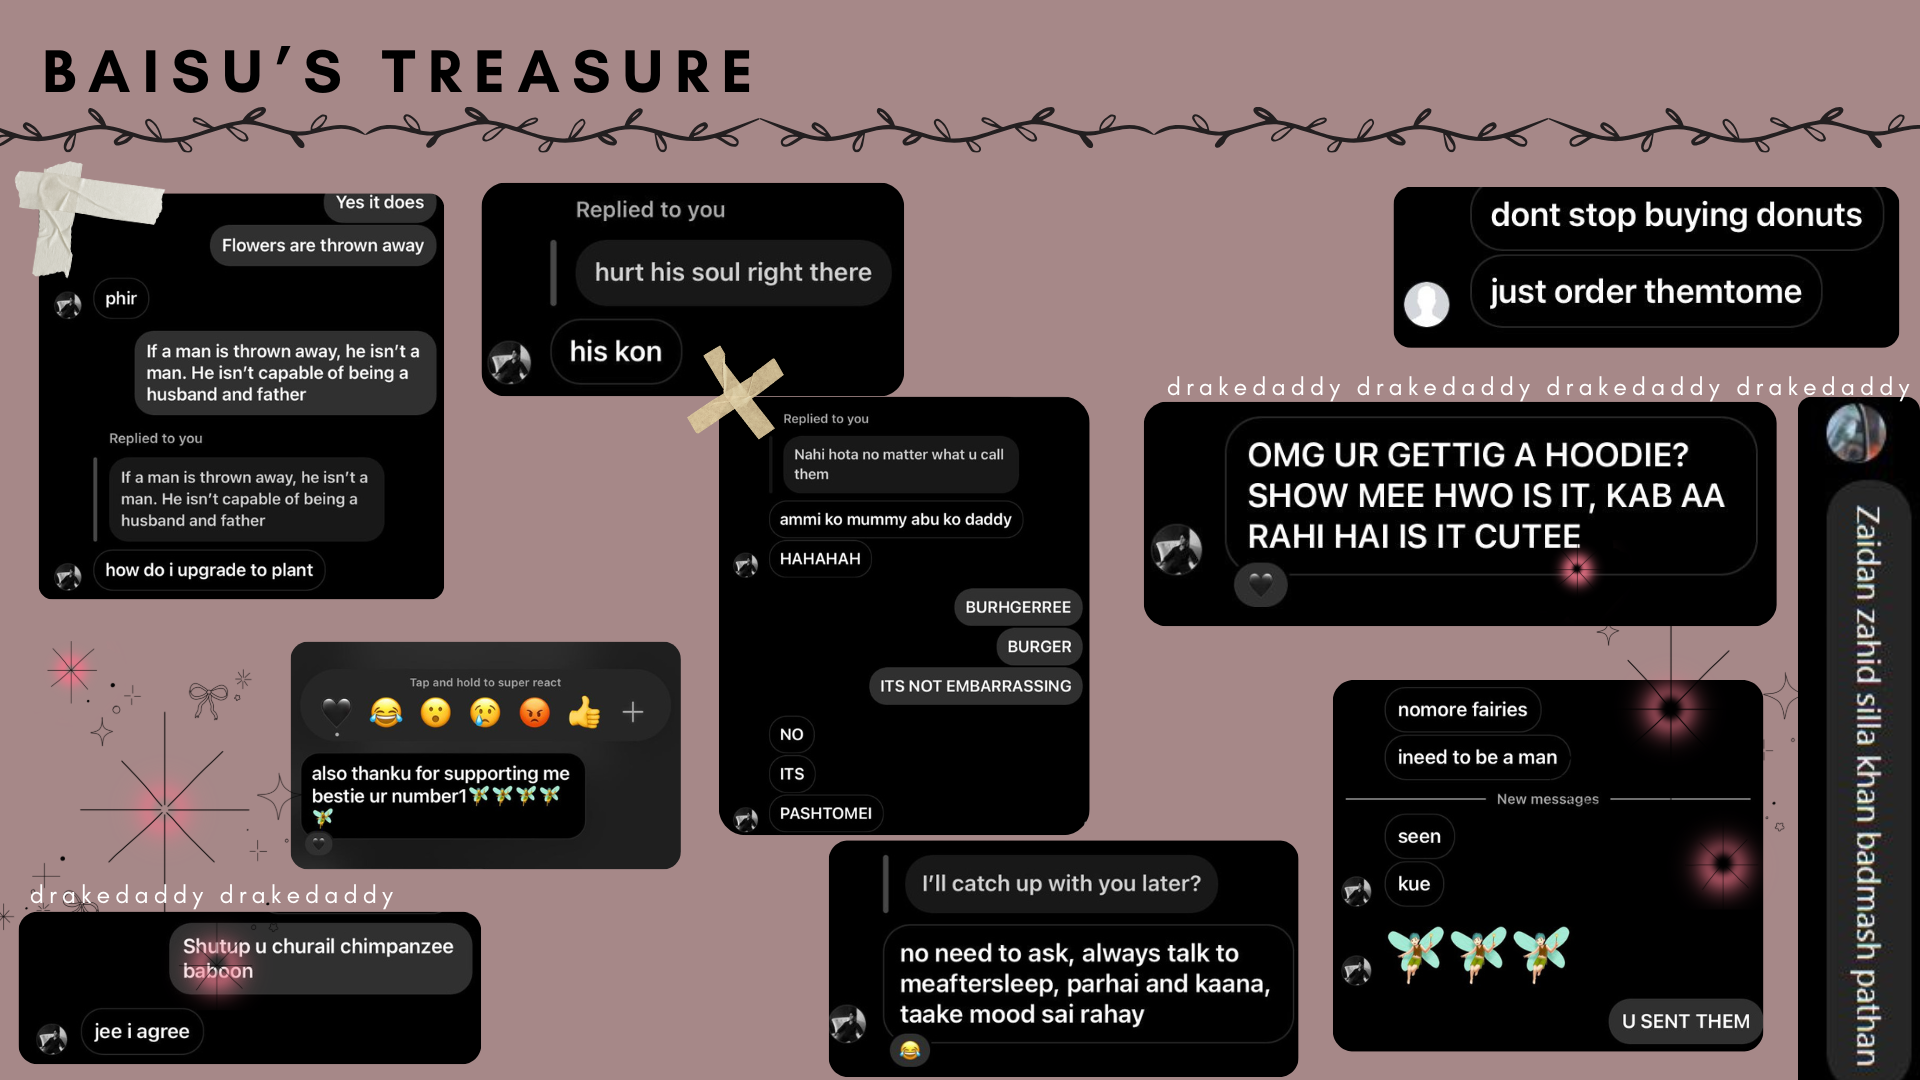 BAISU’S TREASURE
Yes it does
Flowers are thrown away
phir
If a man is thrown away, he isn’t a
man. He isn’t capable of being a
husband and father
Replied to you
If a man is thrown away, he isn’t a
man. He isn’t capable of being a
husband and father
how do i upgrade to plant
Replied to you
hurt his soul right there
his kon
dont stop buying donuts
just order themtome
Replied to you
Nahi hota no matter what u call
them
ammi ko mummy abu ko daddy
HAHAHAH
BURHGERREE
BURGER
ITS NOT EMBARRASSING
NO
ITS
PASHTOMEI
drakedaddy drakedaddy drakedaddy drakedaddy
OMG UR GETTIG A HOODIE?
SHOW MEE HWO IS IT, KAB AA
RAHI HAI IS IT CUTEE
Zaidan zahid silla khan badmash pathan
Tap and hold to super react
also thanku for supporting me
bestie ur number1🧚🧚🧚🧚
🧚
nomore fairies
ineed to be a man
New messages
seen
kue
🧚🧚🧚
U SENT THEM
drakedaddy drakedaddy
Shutup u churail chimpanzee
baboon
jee i agree
I’ll catch up with you later?
no need to ask, always talk to
meaftersleep, parhai and kaana,
taake mood sai rahay